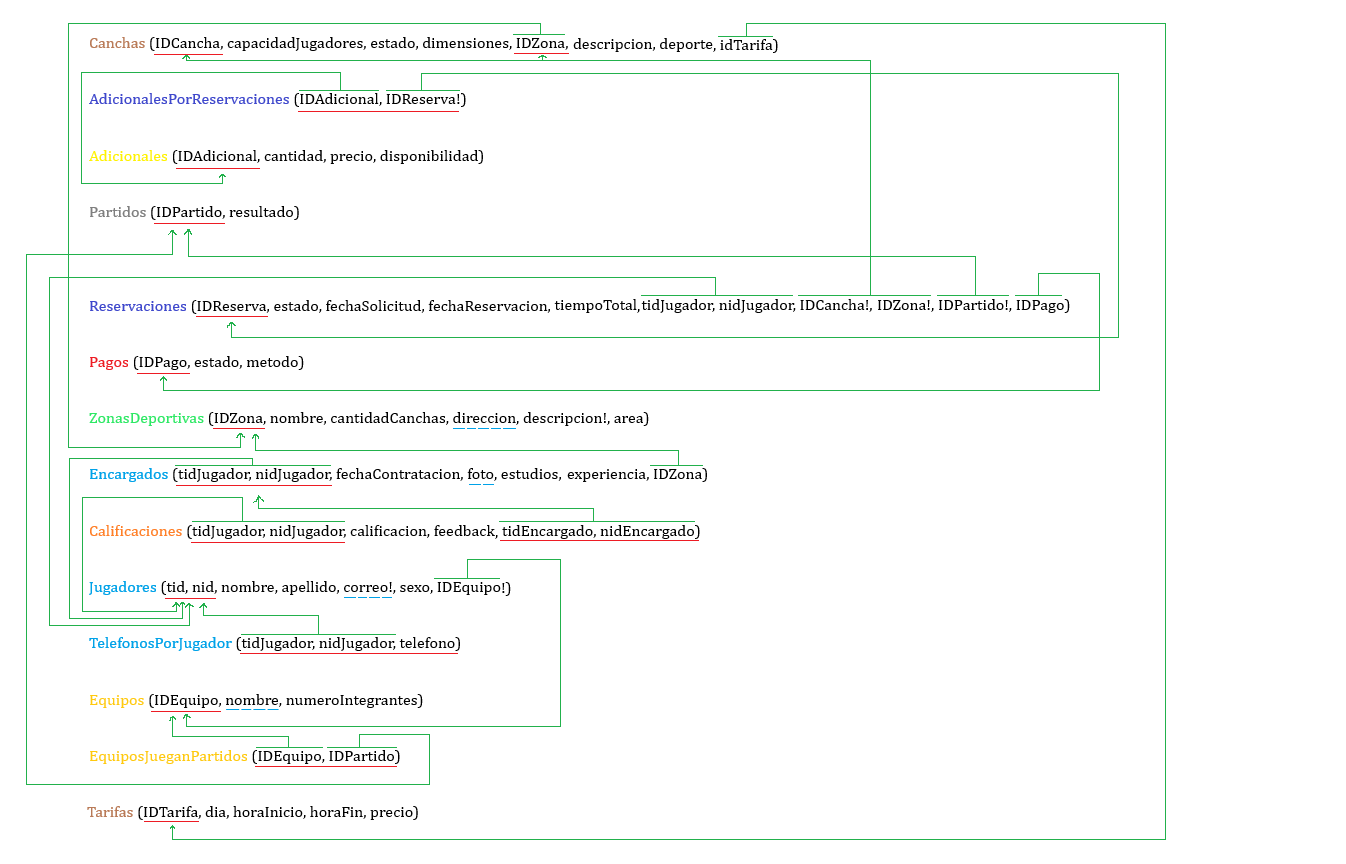 Canchas (IDCancha, capacidadJugadores, estado, dimensiones, IDZona, descripcion, deporte, idTarifa)
AdicionalesPorReservaciones (IDAdicional, IDReserva!)
Adicionales (IDAdicional, cantidad, precio, disponibilidad)
Partidos (IDPartido, resultado)
Reservaciones (IDReserva, estado, fechaSolicitud, fechaReservacion, tiempoTotal, tidJugador, nidJugador, IDCancha!, IDZona!, IDPartido!, IDPago)
Pagos (IDPago, estado, metodo)
ZonasDeportivas (IDZona, nombre, cantidadCanchas, direccion, descripcion!, area)
Encargados (tidJugador, nidJugador, fechaContratacion, foto, estudios, experiencia, IDZona)
Calificaciones (tidJugador, nidJugador, calificacion, feedback, tidEncargado, nidEncargado)
Jugadores (tid, nid, nombre, apellido, correo!, sexo, IDEquipo!)
TelefonosPorJugador (tidJugador, nidJugador, telefono)
Equipos (IDEquipo, nombre, numeroIntegrantes)
EquiposJueganPartidos (IDEquipo, IDPartido)
Tarifas (IDTarifa, dia, horaInicio, horaFin, precio)